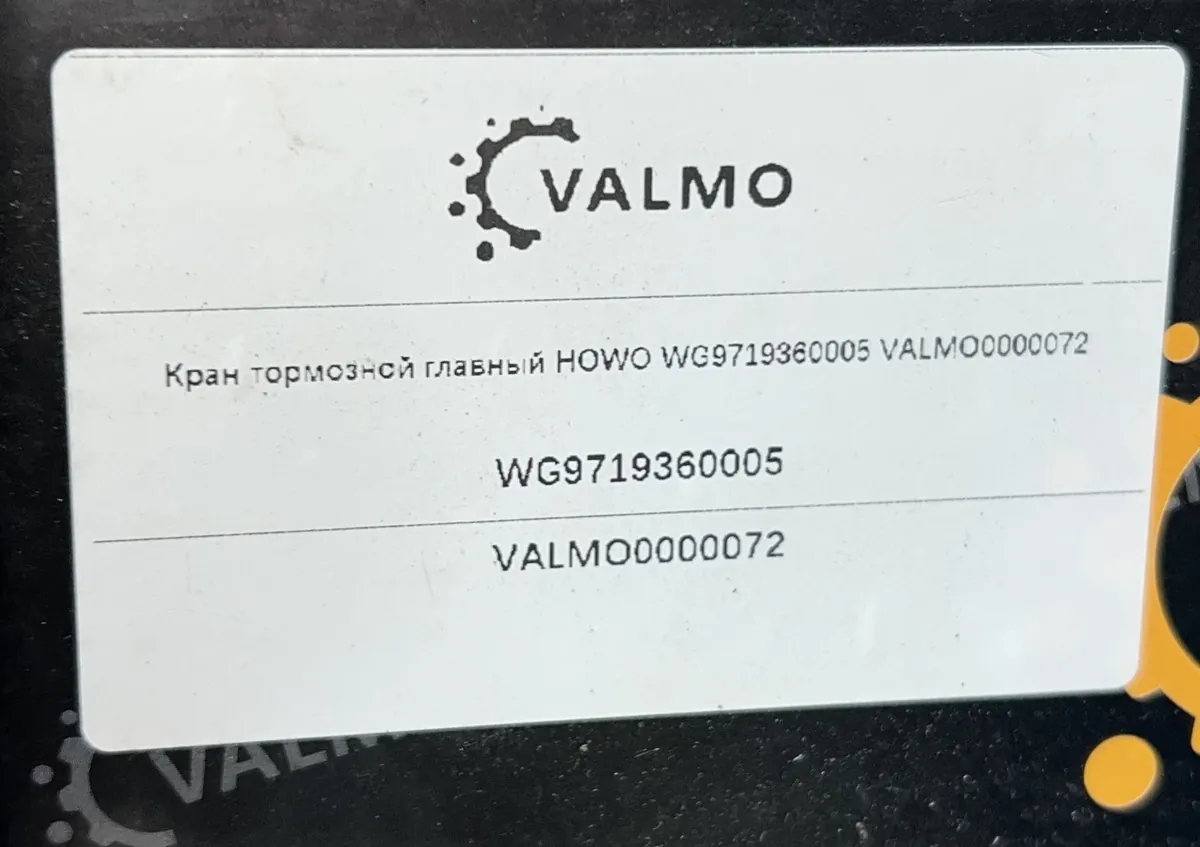 VALMO
Кран тормозной главный HOWO WG9719360005 VALMO0000072
WG9719360005
VALMO0000072